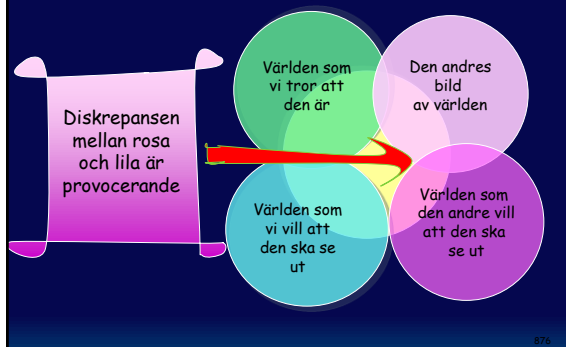 Diskrepansen
mellan rosa
och lila är
provocerande
Världen som
vi tror att
den är
Den andres
bild
av världen
Världen som
vi vill att
den ska se
ut
Världen som
den andre vill
att den ska
se ut
876